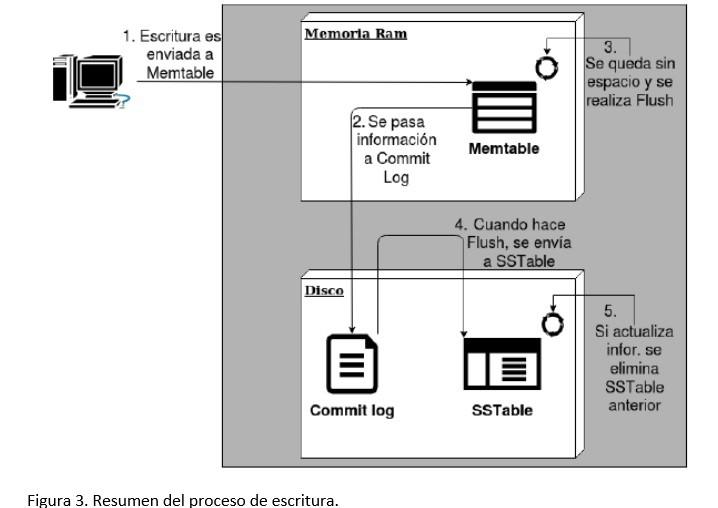 1. Escritura es
enviada a
Memtable
Memoria Ram
3.
Se queda sin
espacio y se
realiza Flush
2. Se pasa
información
a Commit
Log
Memtable
4. Cuando hace
Flush, se envía
a SSTable
Disco
5.
Si actualiza
infor. se
elimina
SSTable
anterior
Commit log
SSTable
Figura 3. Resumen del proceso de escritura.